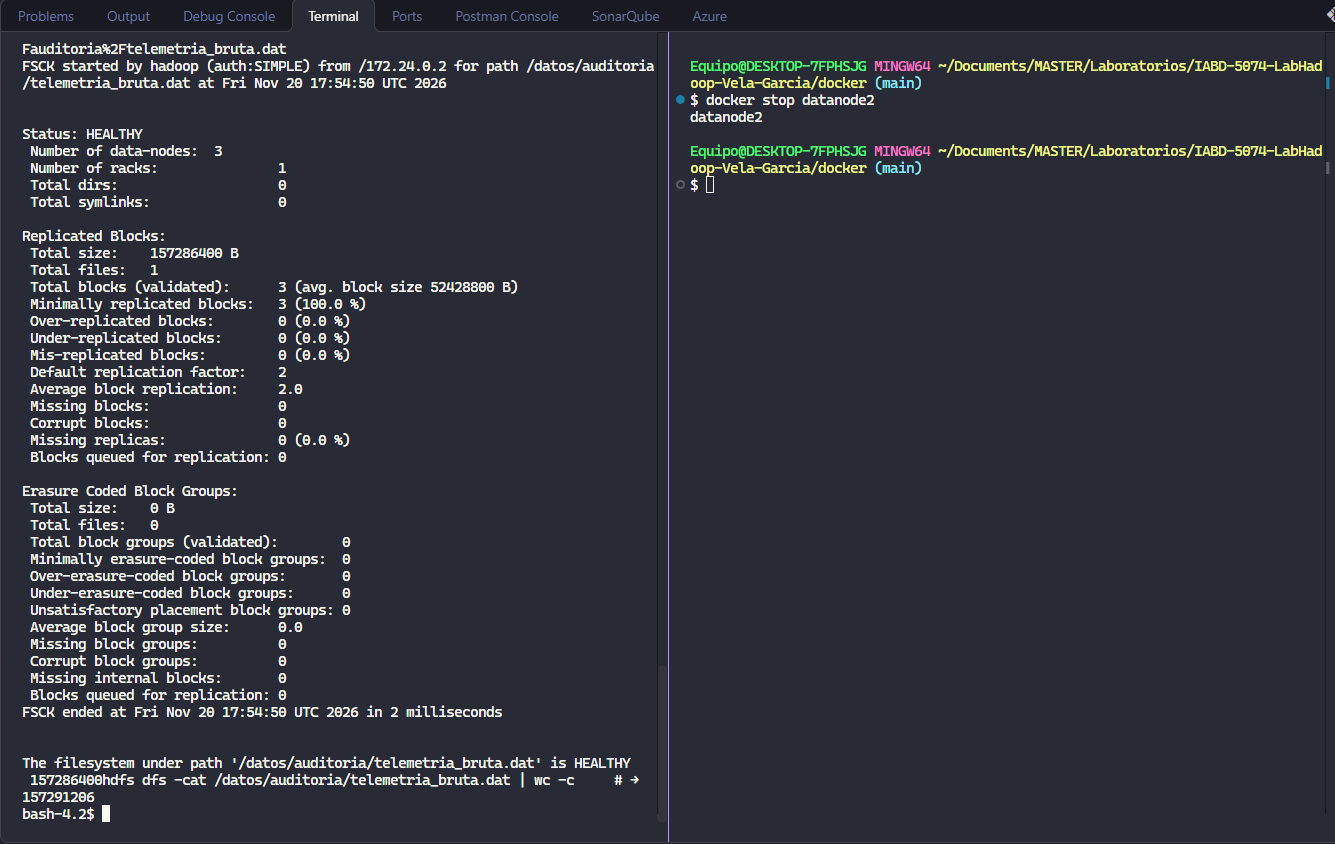 Problems Output Debug Console Terminal Ports Postman Console SonarQube Azure
Fauditoria%2Ftelemetria_bruta.dat
FSCK started by hadoop (auth:SIMPLE) from /172.24.0.2 for path /datos/auditoria
/telemetria_bruta.dat at Fri Nov 20 17:54:50 UTC 2026
Status: HEALTHY
Number of data-nodes: 3
Number of racks: 1
Total dirs: 0
Total symlinks: 0
Replicated Blocks:
Total size: 157286400 B
Total files: 1
Total blocks (validated): 3 (avg. block size 52428800 B)
Minimally replicated blocks: 3 (100.0 %)
Over-replicated blocks: 0 (0.0 %)
Under-replicated blocks: 0 (0.0 %)
Mis-replicated blocks: 0 (0.0 %)
Default replication factor: 2
Average block replication: 2.0
Missing blocks: 0
Corrupt blocks: 0
Missing replicas: 0 (0.0 %)
Blocks queued for replication: 0
Erasure Coded Block Groups:
Total size: 0 B
Total files: 0
Total block groups (validated): 0
Minimally erasure-coded block groups: 0
Over-erasure-coded block groups: 0
Under-erasure-coded block groups: 0
Unsatisfactory placement block groups: 0
Average block group size: 0.0
Missing block groups: 0
Corrupt block groups: 0
Missing internal blocks: 0
Blocks queued for replication: 0
FSCK ended at Fri Nov 20 17:54:50 UTC 2026 in 2 milliseconds
The filesystem under path '/datos/auditoria/telemetria_bruta.dat' is HEALTHY
157286400hdfs dfs -cat /datos/auditoria/telemetria_bruta.dat | wc -c # →
157291206
bash-4.2$
Equipo@DESKTOP-7FPHSJG MINGW64 ~/Documents/MASTER/Laboratorios/IABD-5074-LabHad
oop-Vela-Garcia/docker (main)
$ docker stop datanode2
datanode2
Equipo@DESKTOP-7FPHSJG MINGW64 ~/Documents/MASTER/Laboratorios/IABD-5074-LabHad
oop-Vela-Garcia/docker (main)
$